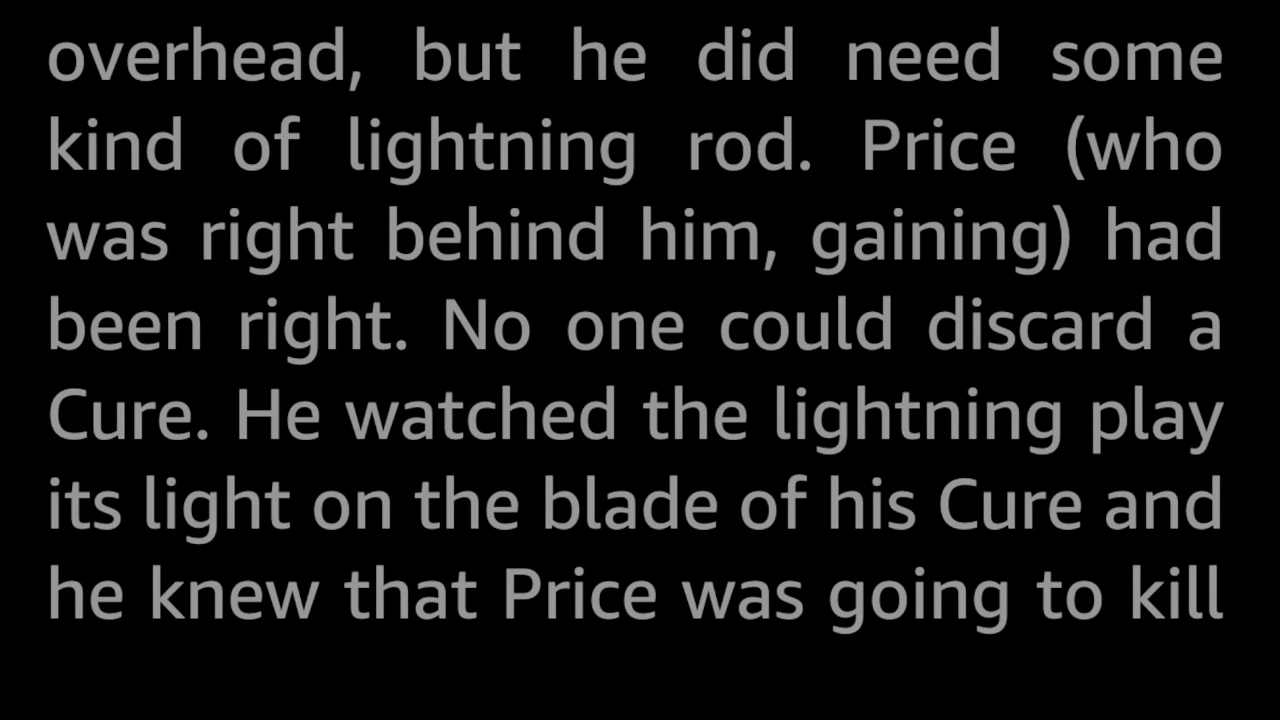 overhead, but he did need some
kind of lightning rod. Price (who
was right behind him, gaining) had
been right. No one could discard a
Cure. He watched the lightning play
its light on the blade of his Cure and
he knew that Price was going to kill